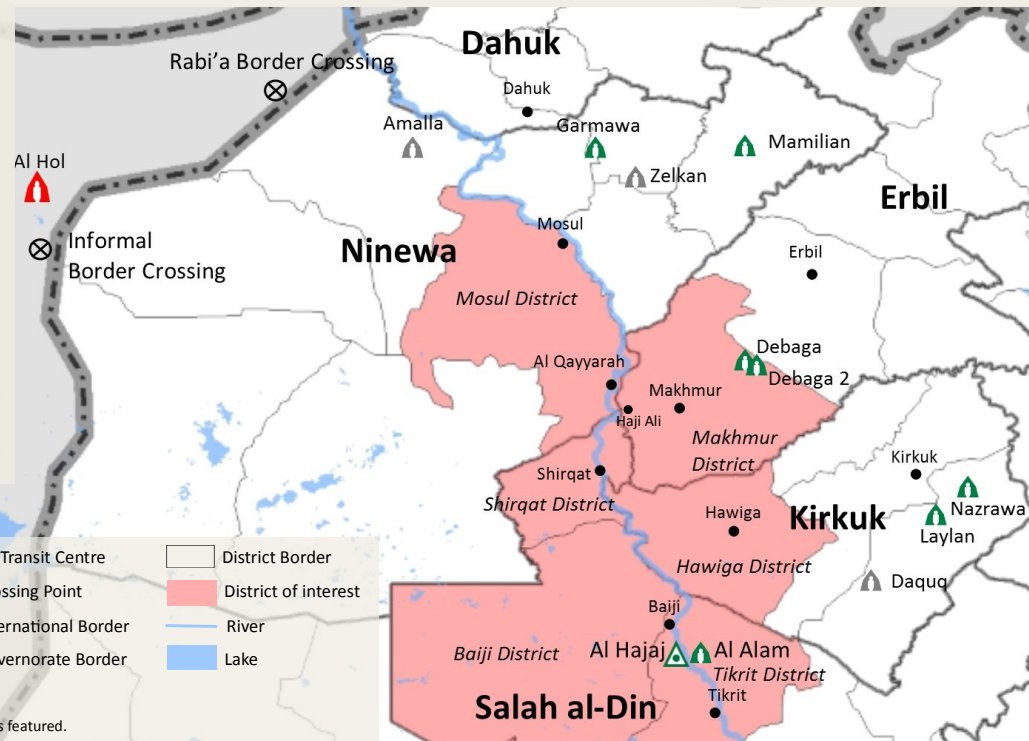 Dahuk
Rabi'a Border Crossing
Dahuk
Amalla
Garmawa
Mamilian
Al Hol
Zelkan
Erbil
Mosul
Informal
Border Crossing
Ninewa
Erbil
Mosul District
Debaga
Al Qayyarah
Debaga 2
Makhmur
Haji Ali
Makhmur
District
Kirkuk
Shirqat
Shirqat District
Nazrawa
Hawiga
Kirkuk
Laylan
Transit Centre
District Border
Hawiga District
Daquq
District of interest
Baiji
River
Baiji District
Al Hajaj
Al Alam
Lake
Tikrit District
Salah al-Din
Tikrit
ossing Point
ernational Border
vernorate Border
s featured.